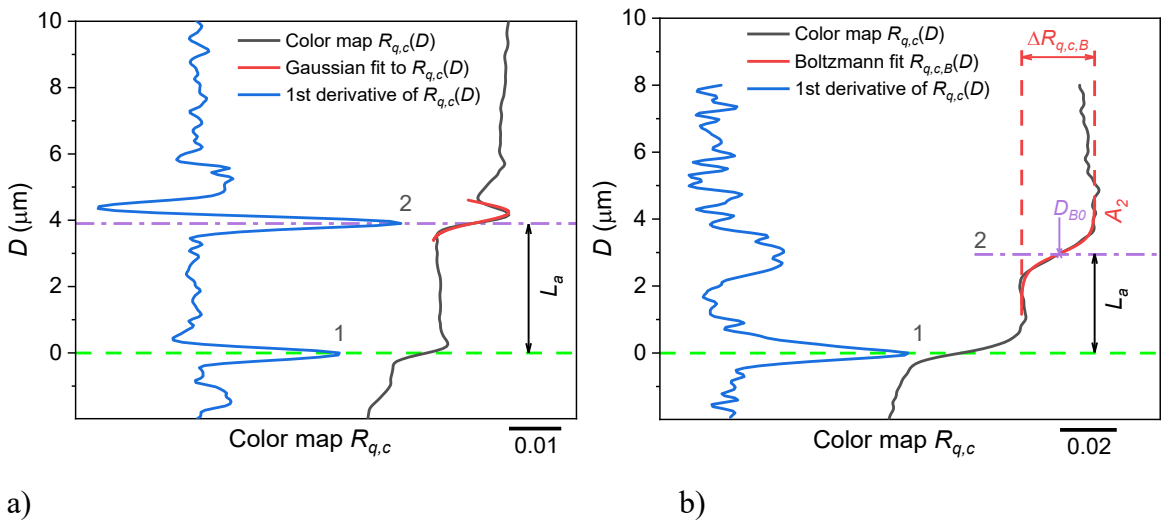 10
8
6
4
2
0
D (μm)
Color map Rq,c(D)
Gaussian fit to Rq,c(D)
1st derivative of Rq,c(D)
2
1
La
Color map Rq,c
0.01
a)
10
8
6
4
2
0
D (μm)
Color map Rq,c(D)
Boltzmann fit Rq,c,B(D)
1st derivative of Rq,c(D)
ΔRq,c,B
DB0
A2
2
1
La
Color map Rq,c
0.02
b)